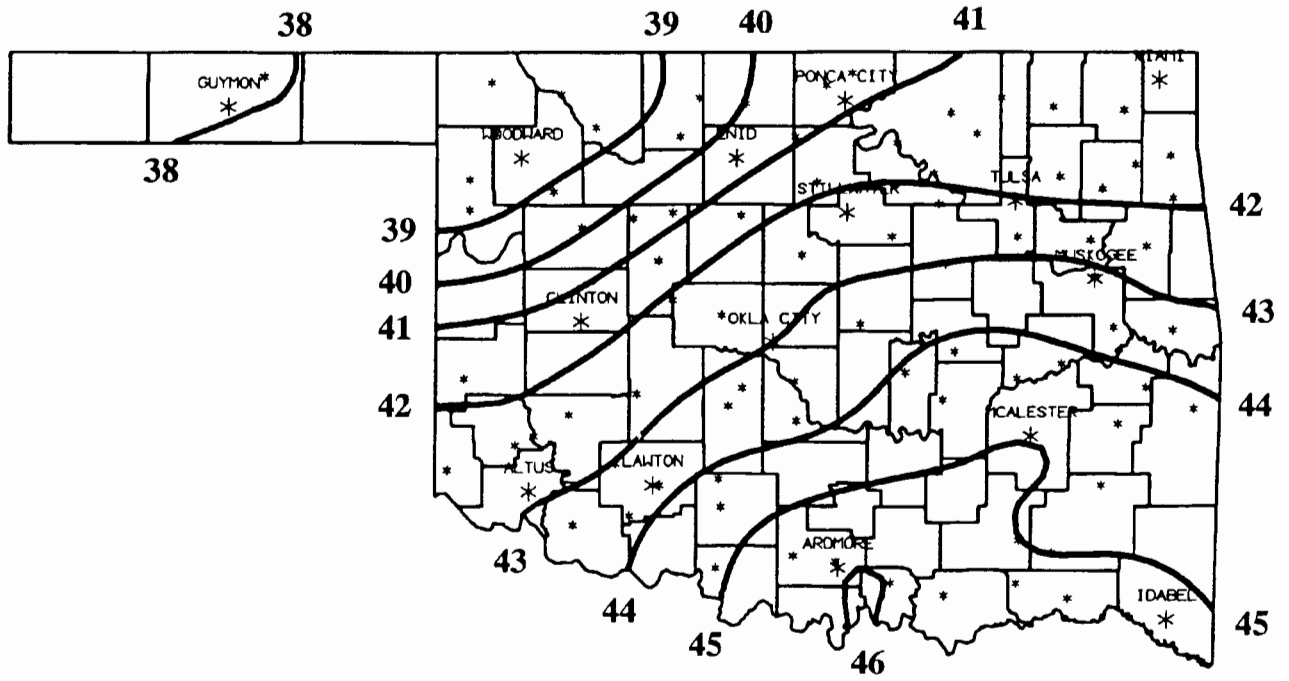 38
39
40
41
GUYMON
PONCA CITY
MIAMI
WOODWARD
ENID
38
TULSA
STILLWATER
42
39
MUSKOGEE
40
CLINTON
OKLA CITY
43
41
42
MCALESTER
44
ALTUS
LAWTON
ARDMORE
43
IDABEL
44
45
45
46